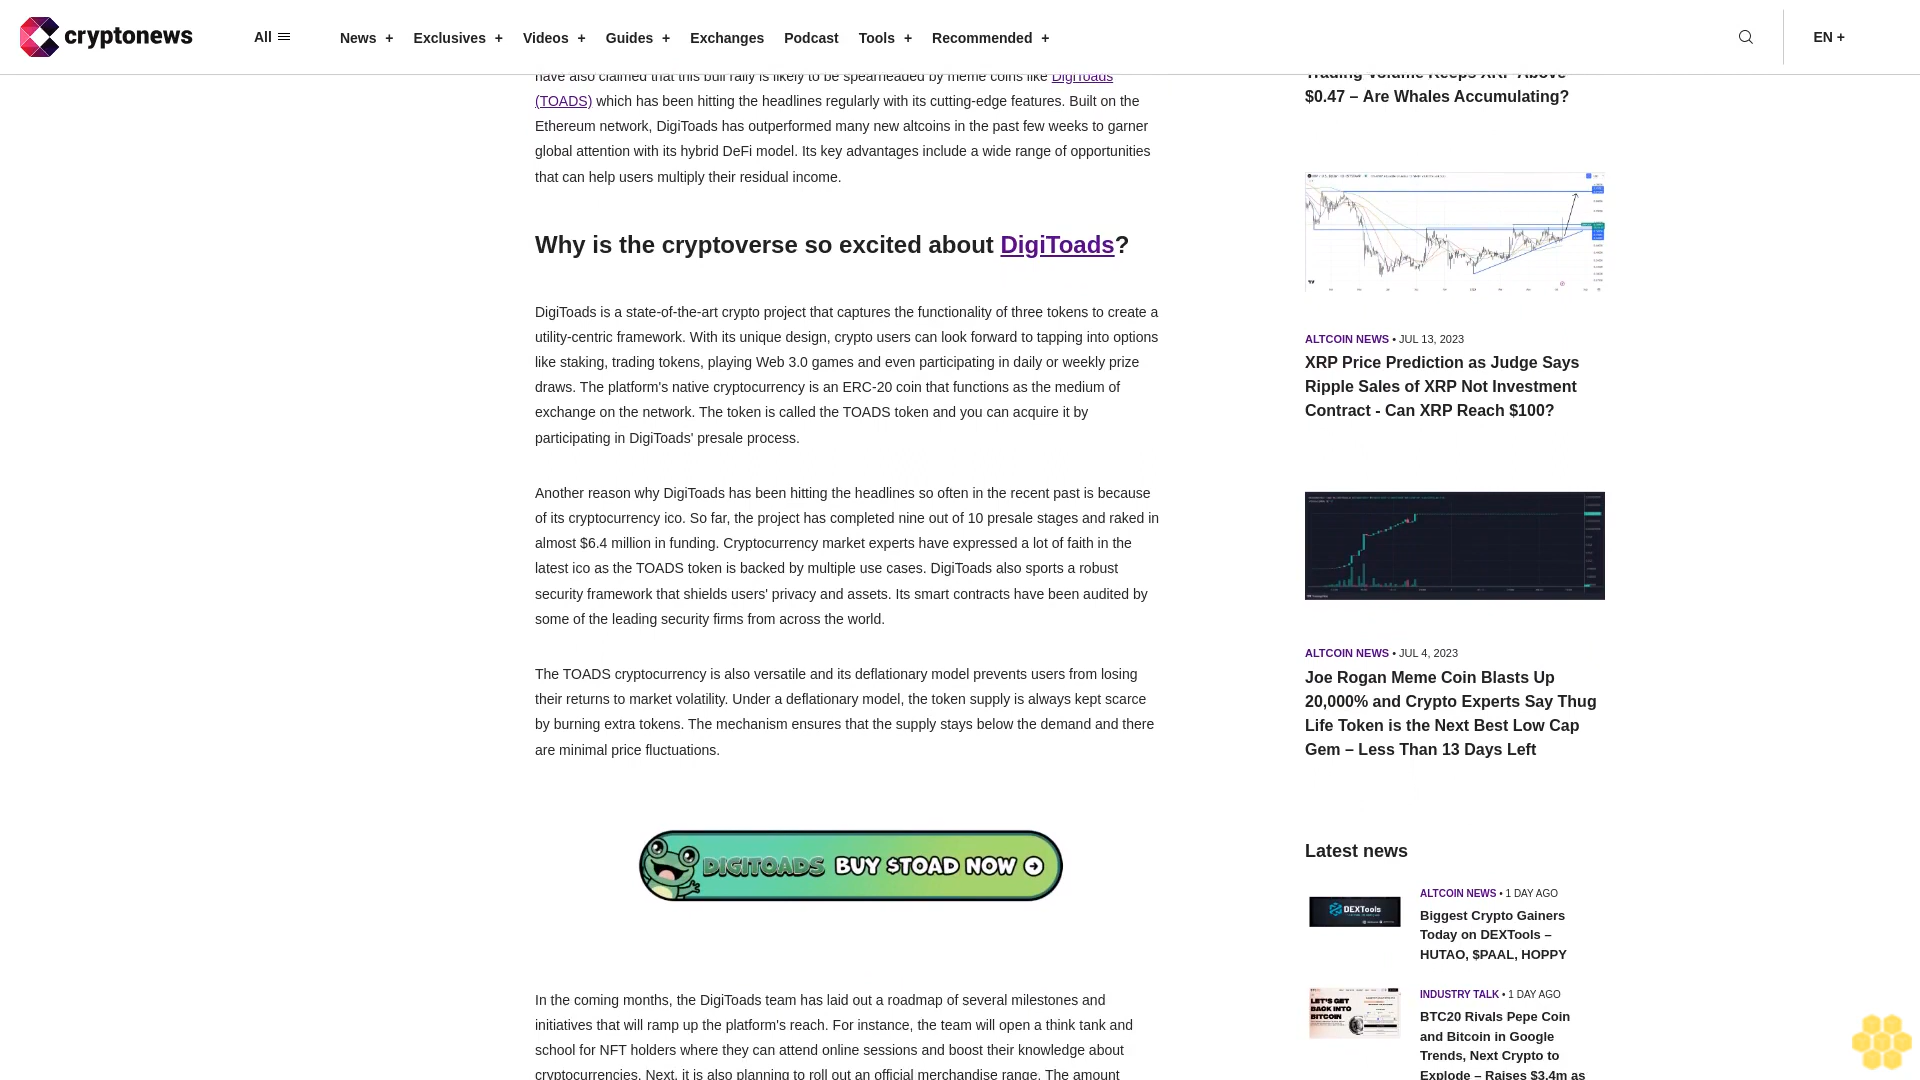 cryptonews
All
News +
Exclusives +
Videos +
Guides +
Exchanges
Podcast
Tools +
Recommended +
EN +
have also claimed that this bull rally is likely to be spearheaded by meme coins like DigiToads
(TOADS) which has been hitting the headlines regularly with its cutting-edge features. Built on the
Ethereum network, DigiToads has outperformed many new altcoins in the past few weeks to garner
global attention with its hybrid DeFi model. Its key advantages include a wide range of opportunities
that can help users multiply their residual income.
Why is the cryptoverse so excited about DigiToads?
DigiToads is a state-of-the-art crypto project that captures the functionality of three tokens to create a
utility-centric framework. With its unique design, crypto users can look forward to tapping into options
like staking, trading tokens, playing Web 3.0 games and even participating in daily or weekly prize
draws. The platform's native cryptocurrency is an ERC-20 coin that functions as the medium of
exchange on the network. The token is called the TOADS token and you can acquire it by
participating in DigiToads' presale process.
Another reason why DigiToads has been hitting the headlines so often in the recent past is because
of its cryptocurrency ico. So far, the project has completed nine out of 10 presale stages and raked in
almost $6.4 million in funding. Cryptocurrency market experts have expressed a lot of faith in the
latest ico as the TOADS token is backed by multiple use cases. DigiToads also sports a robust
security framework that shields users' privacy and assets. Its smart contracts have been audited by
some of the leading security firms from across the world.
The TOADS cryptocurrency is also versatile and its deflationary model prevents users from losing
their returns to market volatility. Under a deflationary model, the token supply is always kept scarce
by burning extra tokens. The mechanism ensures that the supply stays below the demand and there
are minimal price fluctuations.
DIGITOADS BUY $TOAD NOW
In the coming months, the DigiToads team has laid out a roadmap of several milestones and
initiatives that will ramp up the platform's reach. For instance, the team will open a think tank and
school for NFT holders where they can attend online sessions and boost their knowledge about
cryptocurrencies. Next, it is also planning to roll out an official merchandise range. The amount
Trading Volume Keeps XRP Above
$0.47 – Are Whales Accumulating?
ALTCOIN NEWS • JUL 13, 2023
XRP Price Prediction as Judge Says
Ripple Sales of XRP Not Investment
Contract - Can XRP Reach $100?
ALTCOIN NEWS • JUL 4, 2023
Joe Rogan Meme Coin Blasts Up
20,000% and Crypto Experts Say Thug
Life Token is the Next Best Low Cap
Gem – Less Than 13 Days Left
Latest news
DEXTools
ALTCOIN NEWS • 1 DAY AGO
Biggest Crypto Gainers
Today on DEXTools –
HUTAO, $PAAL, HOPPY
LET'S GET
BACK INTO
BITCOIN
INDUSTRY TALK • 1 DAY AGO
BTC20 Rivals Pepe Coin
and Bitcoin in Google
Trends, Next Crypto to
Explode – Raises $3.4m as